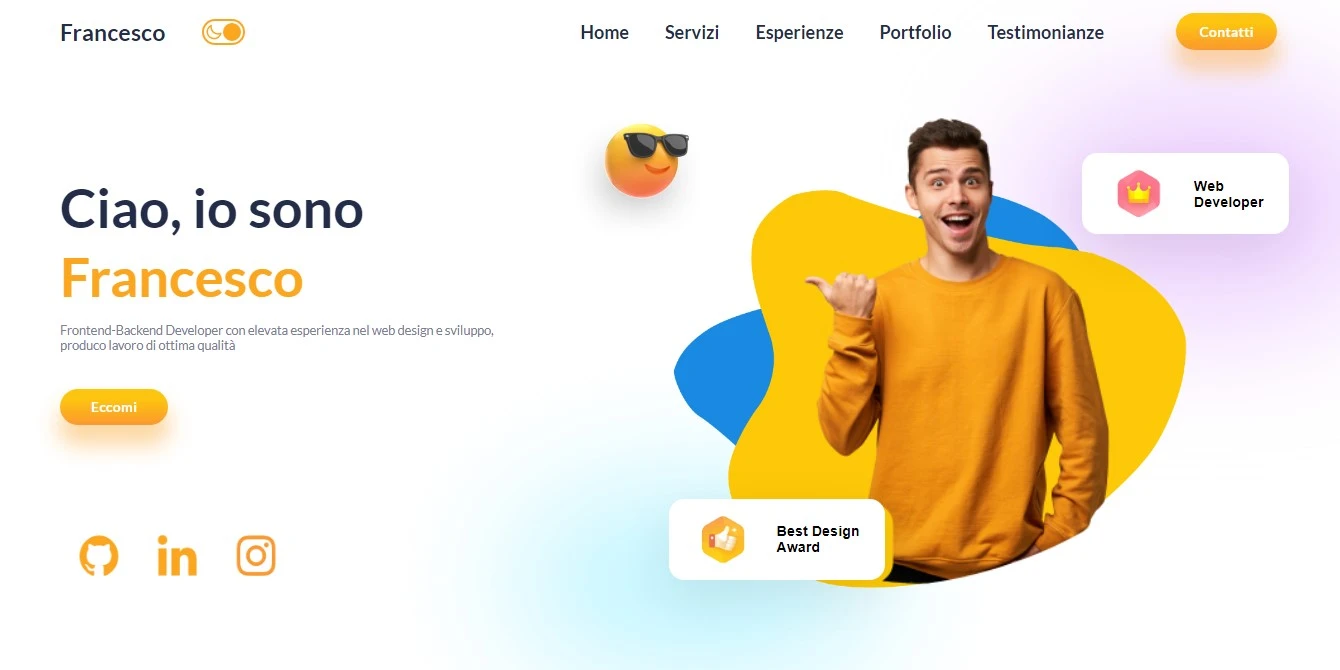 Francesco
Home
Servizi
Esperienze
Portfolio
Testimonianze
Contatti
Ciao, io sono
Francesco
Frontend-Backend Developer con elevata esperienza nel web design e sviluppo,
produco lavoro di ottima qualità
Eccomi
Web
Developer
Best Design
Award
in